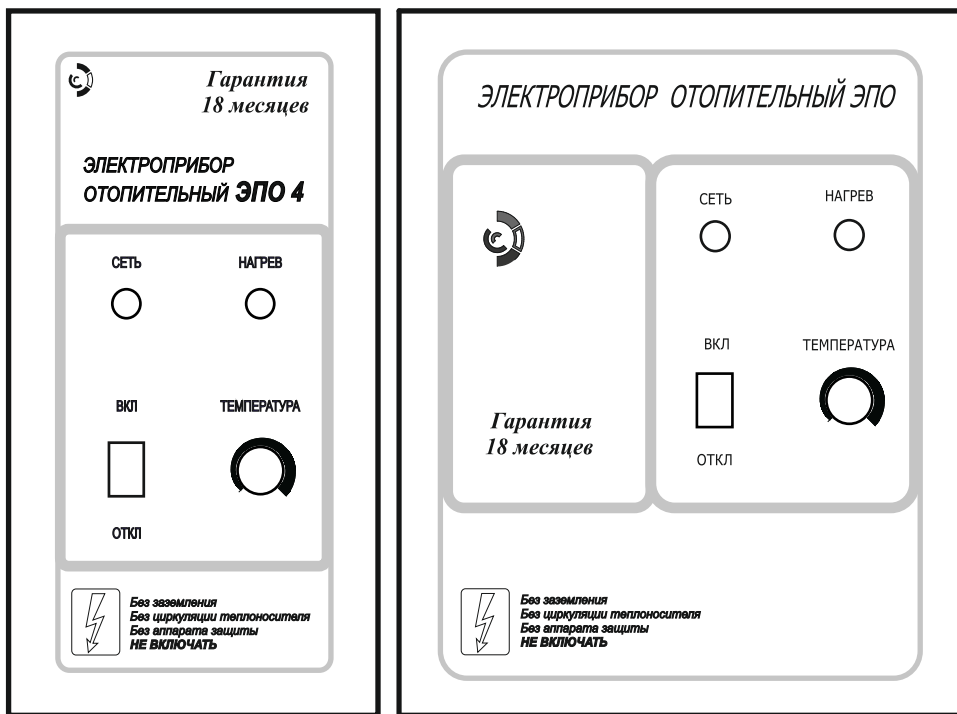 Гарантия
18 месяцев
ЭЛЕКТРОПРИБОР
ОТОПИТЕЛЬНЫЙ ЭПО 4
СЕТЬ НАГРЕВ
ВКЛ ТЕМПЕРАТУРА
ОТКЛ
Без заземления
Без циркуляции теплоносителя
Без аппарата защиты
НЕ ВКЛЮЧАТЬ
ЭЛЕКТРОПРИБОР ОТОПИТЕЛЬНЫЙ ЭПО
СЕТЬ НАГРЕВ
ВКЛ ТЕМПЕРАТУРА
Гарантия
18 месяцев
ОТКЛ
Без заземления
Без циркуляции теплоносителя
Без аппарата защиты
НЕ ВКЛЮЧАТЬ